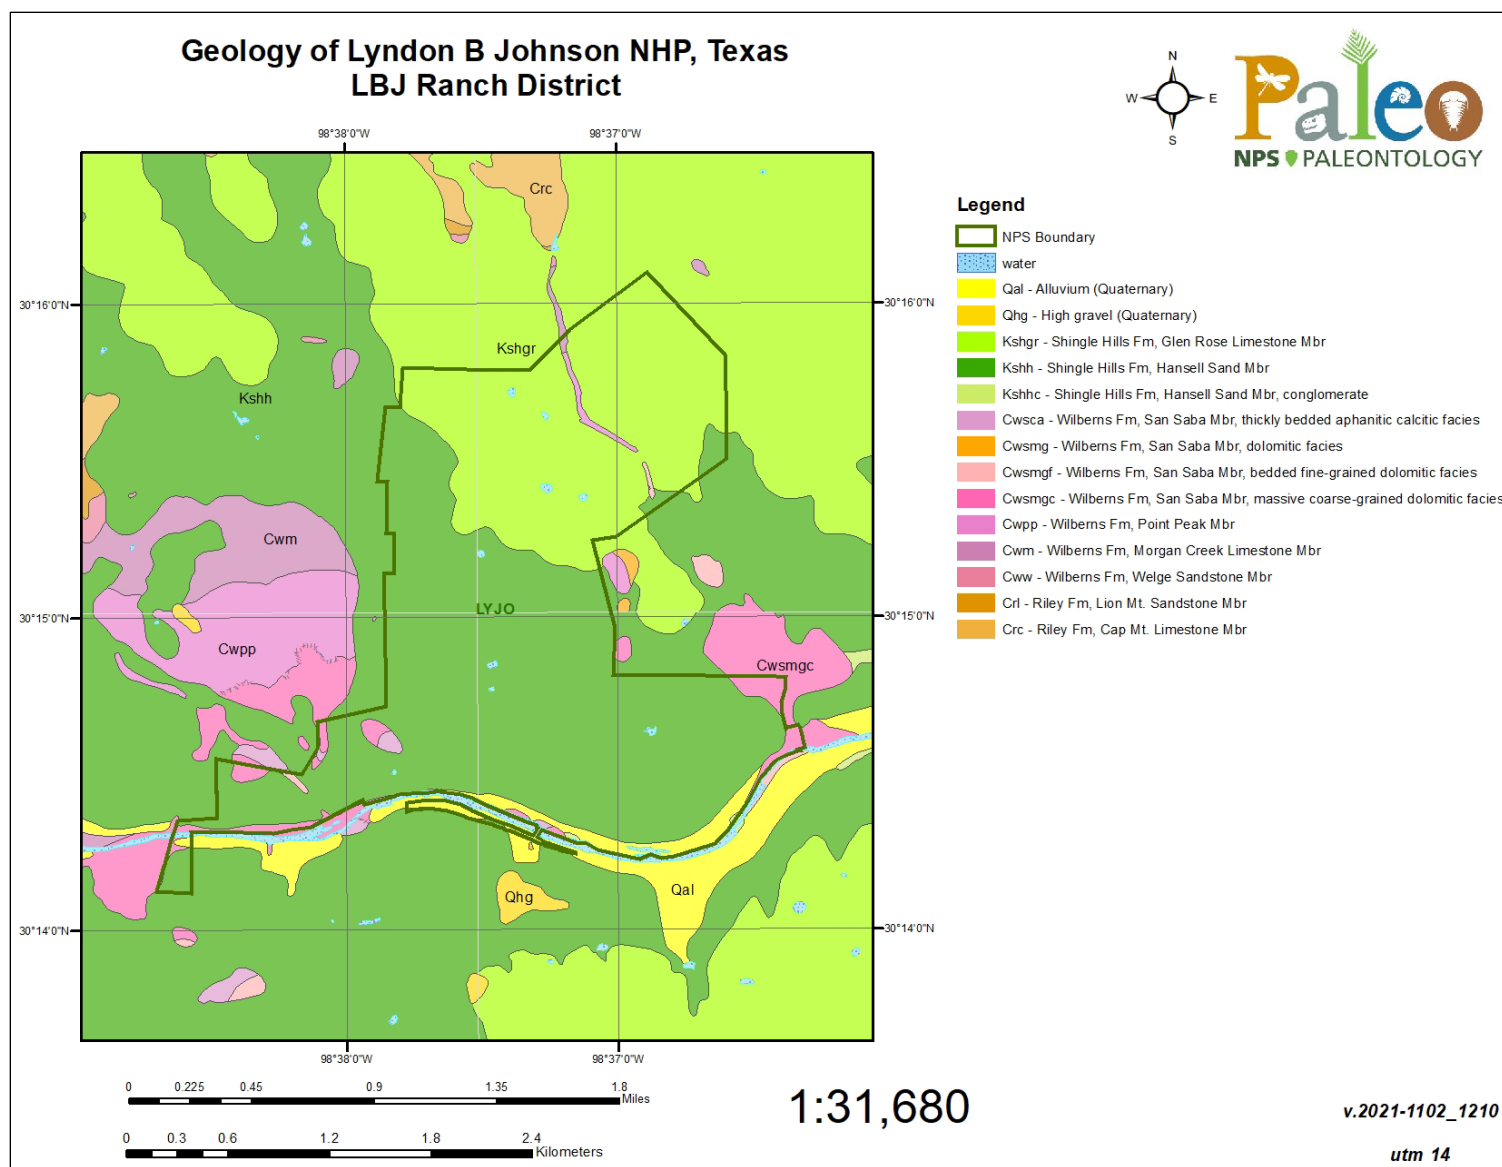 Geology of Lyndon B Johnson NHP, Texas
LBJ Ranch District
N
W
E
S
Paleo
NPS PALEONTOLOGY
98°38'0"W
98°37'0"W
30°16'0"N
30°16'0"N
30°15'0"N
30°15'0"N
30°14'0"N
30°14'0"N
98°38'0"W
98°37'0"W
Crc
Kshgr
Kshh
Cwm
LYJO
Cwpp
Cwsmgc
Qal
Qhg
Legend
NPS Boundary
water
Qal - Alluvium (Quaternary)
Qhg - High gravel (Quaternary)
Kshgr - Shingle Hills Fm, Glen Rose Limestone Mbr
Kshh - Shingle Hills Fm, Hansell Sand Mbr
Kshhc - Shingle Hills Fm, Hansell Sand Mbr, conglomerate
Cwsca - Wilberns Fm, San Saba Mbr, thickly bedded aphanitic calcitic facies
Cwsmg - Wilberns Fm, San Saba Mbr, dolomitic facies
Cwsmgf - Wilberns Fm, San Saba Mbr, bedded fine-grained dolomitic facies
Cwsmgc - Wilberns Fm, San Saba Mbr, massive coarse-grained dolomitic facies
Cwpp - Wilberns Fm, Point Peak Mbr
Cwm - Wilberns Fm, Morgan Creek Limestone Mbr
Cww - Wilberns Fm, Welge Sandstone Mbr
Crl - Riley Fm, Lion Mt. Sandstone Mbr
Crc - Riley Fm, Cap Mt. Limestone Mbr
0 0.225 0.45 0.9 1.35 1.8
Miles
0 0.3 0.6 1.2 1.8 2.4
Kilometers
1:31,680
v.2021-1102_1210
utm 14